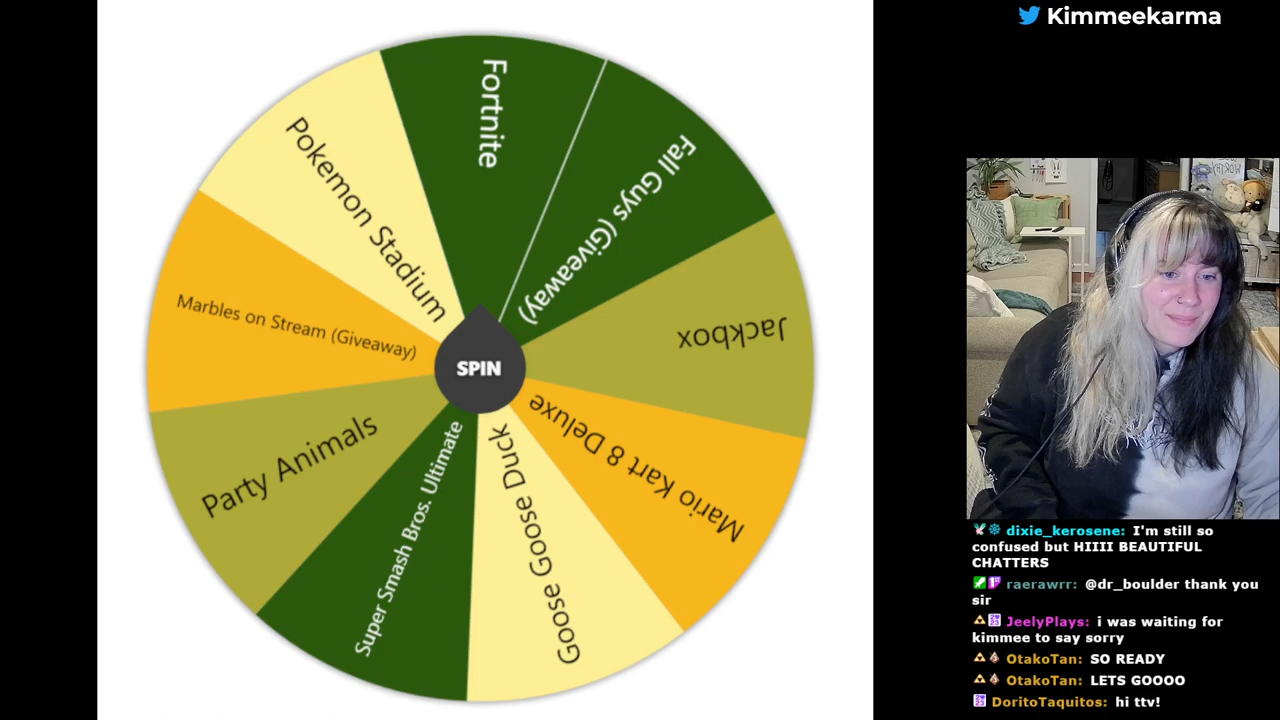 Kimmeekarma
Fortnite
Fall Guys (Giveaway)
Jackbox
Mario Kart 8 Deluxe
Goose Goose Duck
Super Smash Bros. Ultimate
Party Animals
Marbles on Stream (Giveaway)
Pokemon Stadium
SPIN
dixie_kerosene: I'm still so
confused but HIIII BEAUTIFUL
CHATTERS
raerawrr: @dr_boulder thank you
sir
JeelyPlays: i was waiting for
kimmee to say sorry
OtakoTan: SO READY
OtakoTan: LETS GOOOO
DoritoTaquitos: hi ttv!